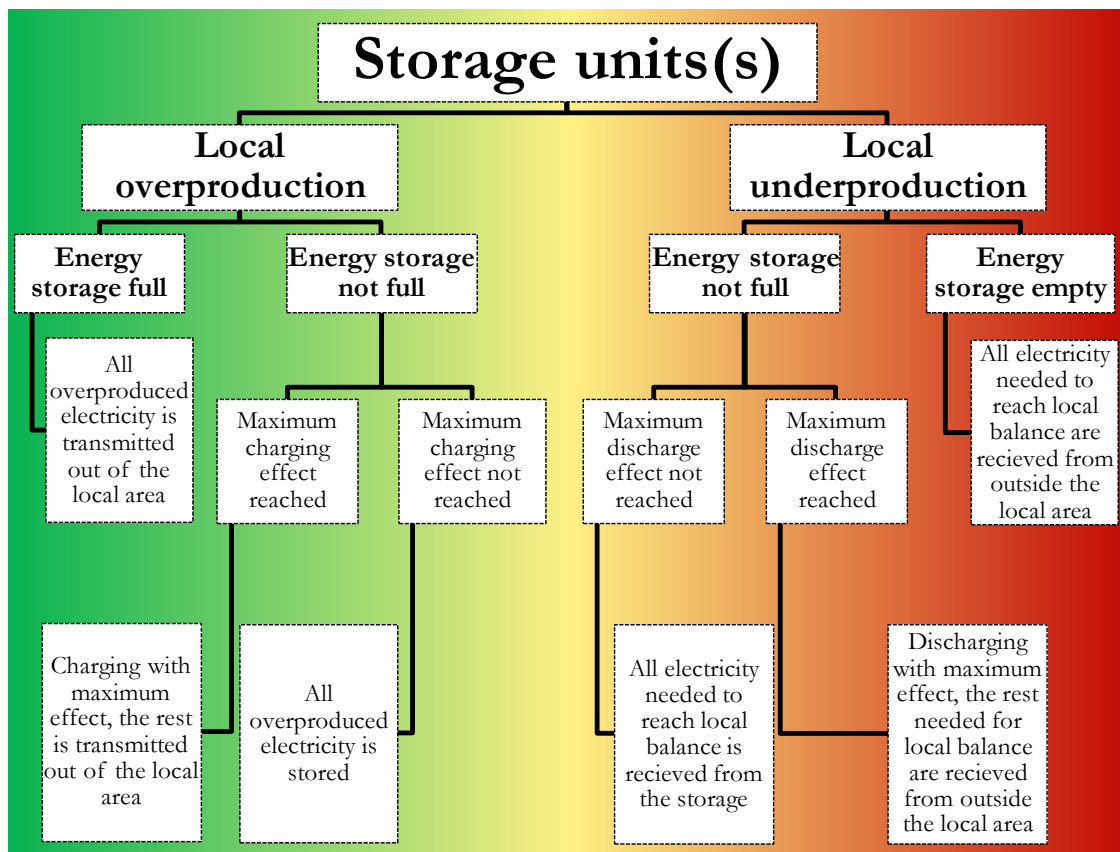 Storage units(s)
Local
overproduction
Local
underproduction
Energy
storage full
Energy storage
not full
Energy storage
not full
Energy
storage empty
All
overproduced
electricity is
transmitted
out of the
local area
Maximum
charging
effect
reached
Maximum
charging
effect not
reached
Maximum
discharge
effect not
reached
Maximum
discharge
effect
reached
All electricity
needed to
reach local
balance are
recieved from
outside the
local area
Charging with
maximum
effect, the rest
is transmitted
out of the local
area
All
overproduced
electricity is
stored
All electricity
needed to
reach local
balance is
recieved from
the storage
Discharging
with maximum
effect, the rest
needed for
local balance
are recieved
from outside
the local area